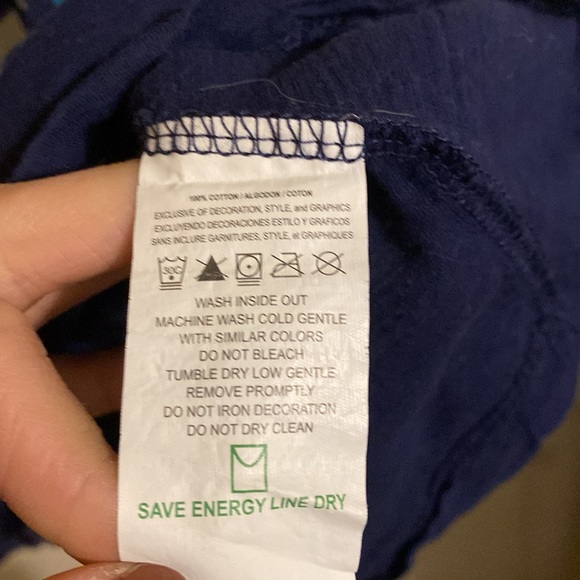 100% COTTON / ALGODON / COTON
EXCLUSIVE OF DECORATION, STYLE, and GRAPHICS
EXCLUYENDO DECORACIONES ESTILO Y GRAFICOS
SANS INCLURE GARNITURES, STYLE, et GRAPHIQUES
30C
WASH INSIDE OUT
MACHINE WASH COLD GENTLE
WITH SIMILAR COLORS
DO NOT BLEACH
TUMBLE DRY LOW GENTLE
REMOVE PROMPTLY
DO NOT IRON DECORATION
DO NOT DRY CLEAN
SAVE ENERGY LINE DRY